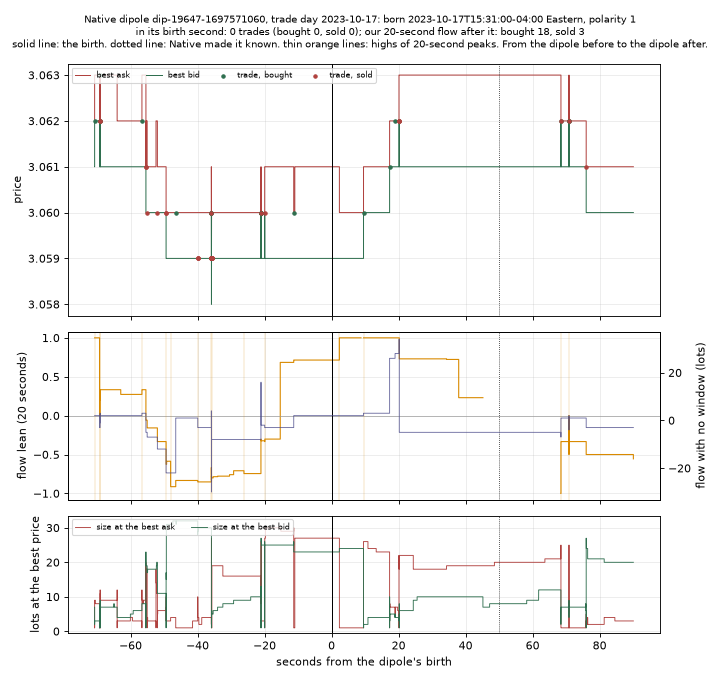 Native dipole dip-19647-1697571060, trade day 2023-10-17: born 2023-10-17T15:31:00-04:00 Eastern, polarity 1
in its birth second: 0 trades (bought 0, sold 0); our 20-second flow after it: bought 18, sold 3
solid line: the birth. dotted line: Native made it known. thin orange lines: highs of 20-second peaks. From the dipole before to the dipole after.
best ask best bid trade, bought trade, sold
3.063
3.062
3.061
3.060
3.059
3.058
price
1.0
0.5
0.0
−0.5
−1.0
flow lean (20 seconds)
20
0
−20
flow with no window (lots)
size at the best ask size at the best bid
30
20
10
0
lots at the best price
−60 −40 −20 0 20 40 60 80
seconds from the dipole's birth